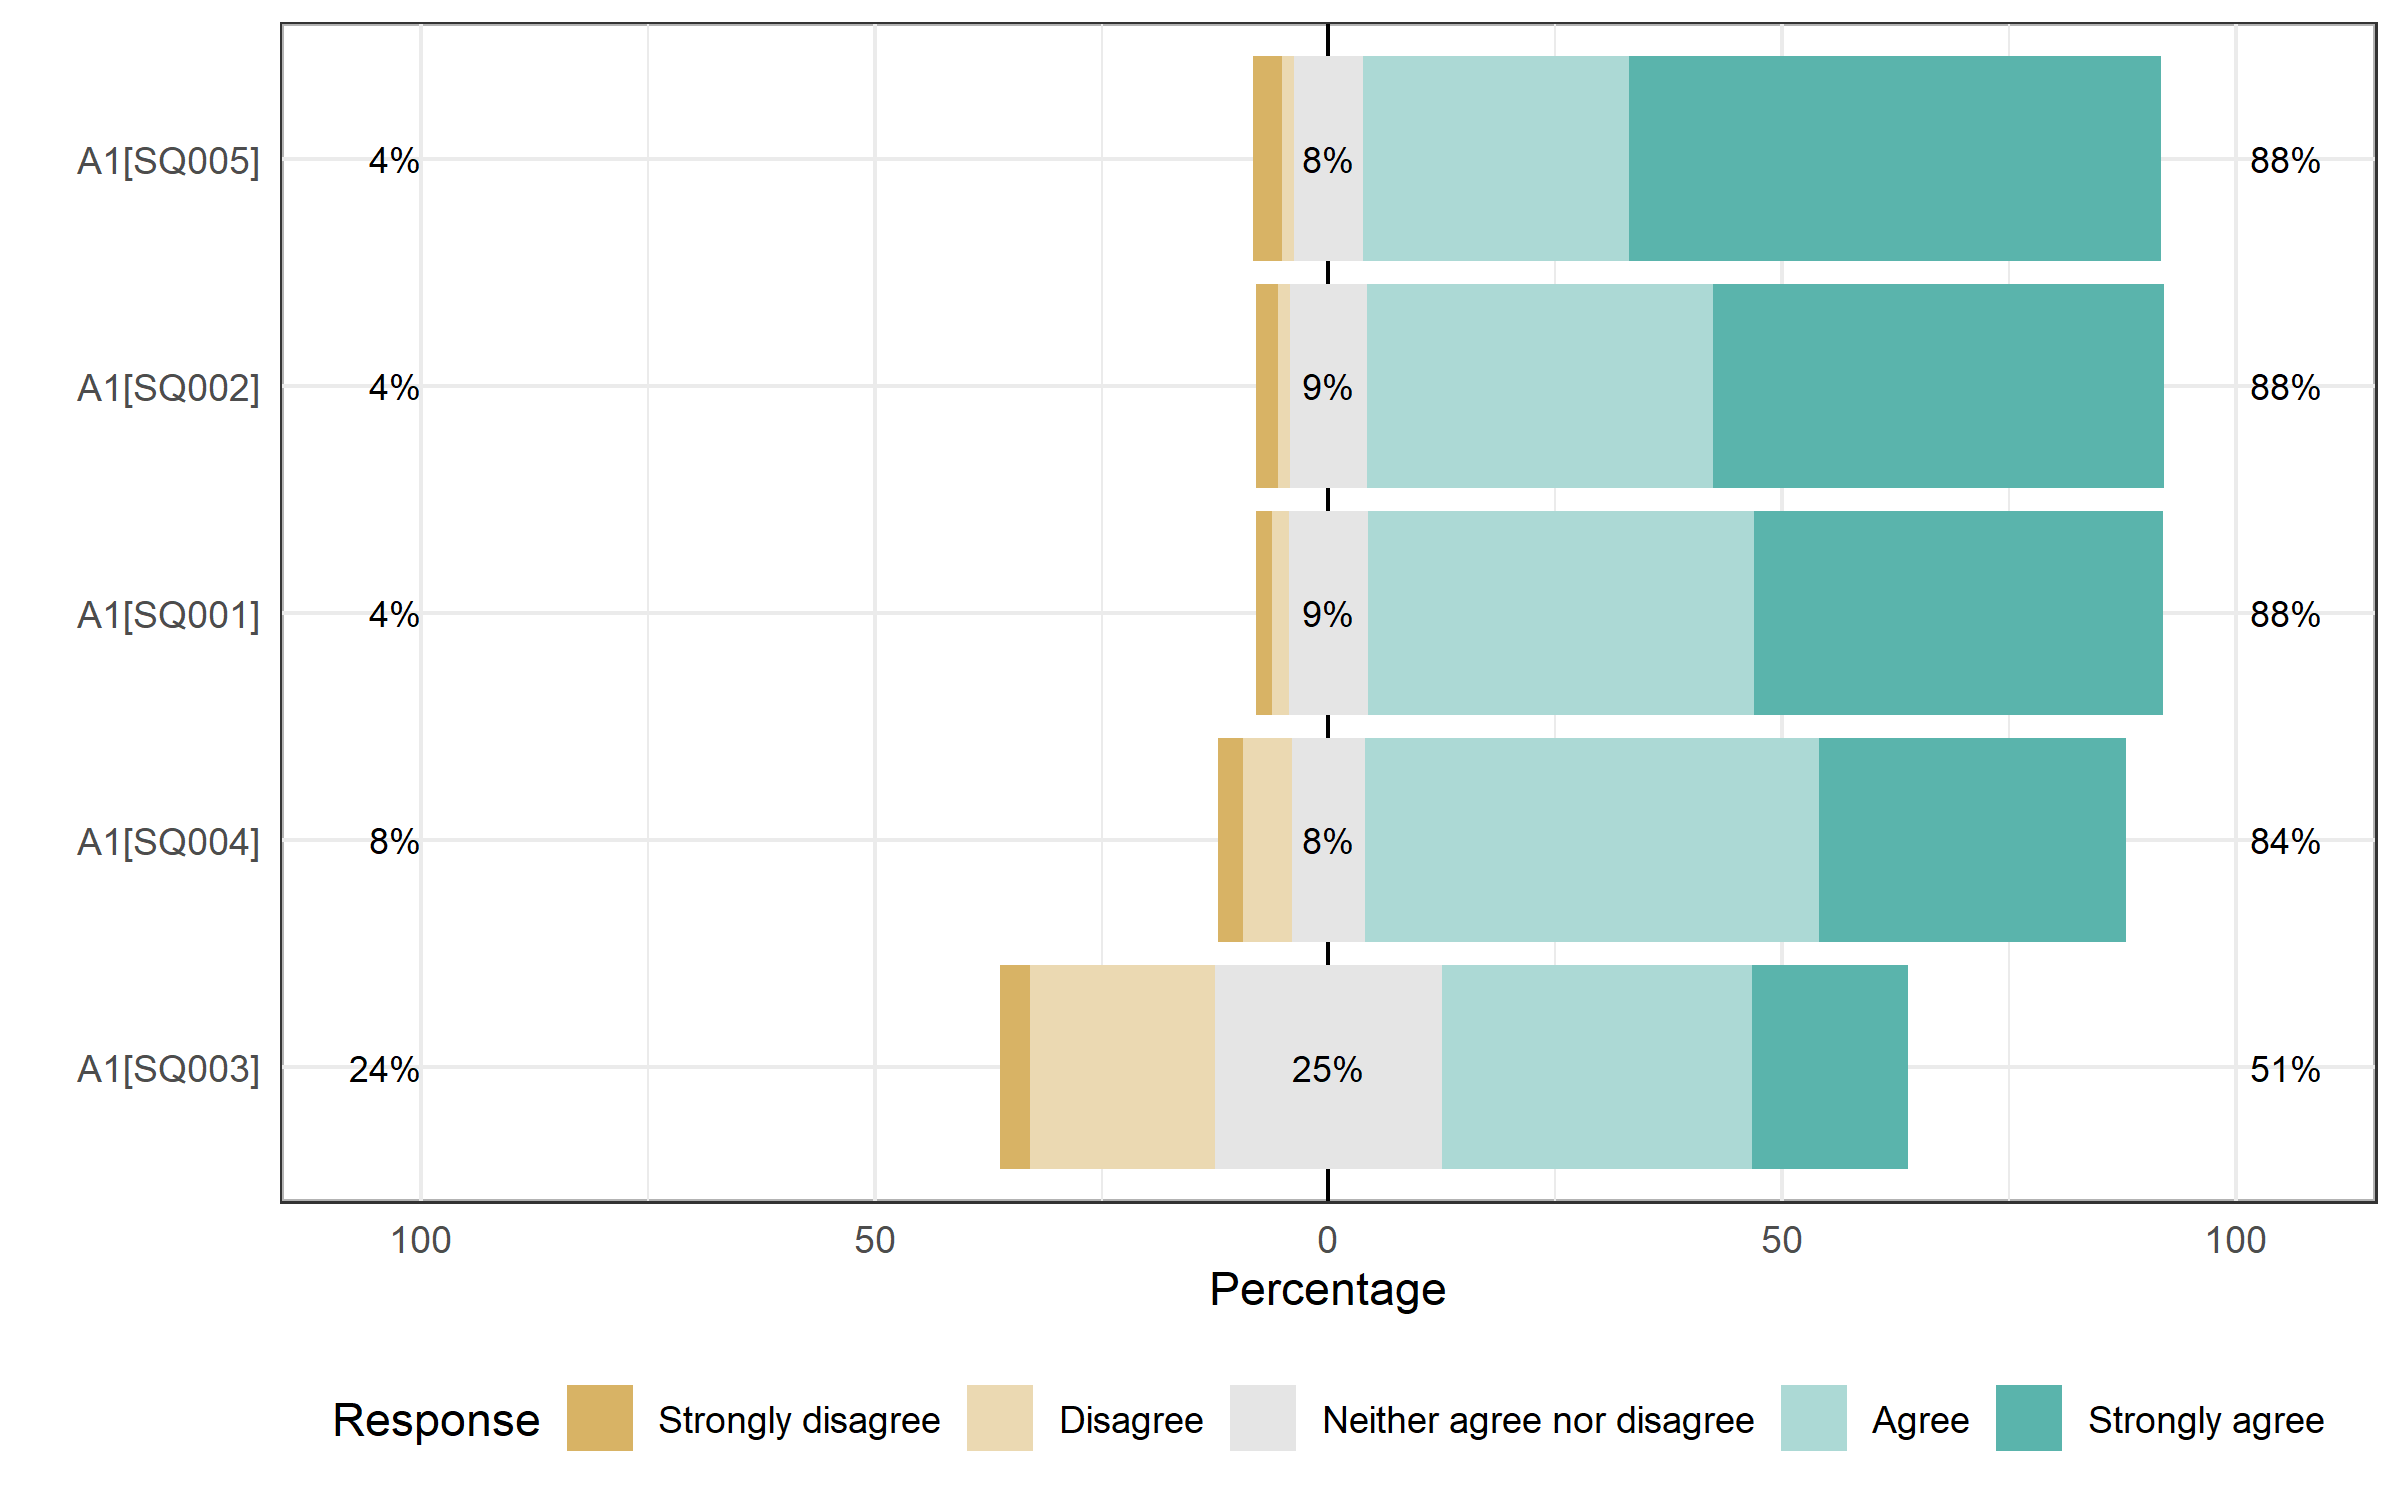 A1[SQ005] 4% 8% 88%
A1[SQ002] 4% 9% 88%
A1[SQ001] 4% 9% 88%
A1[SQ004] 8% 8% 84%
A1[SQ003] 24% 25% 51%
100 50 0 50 100
Percentage
Response Strongly disagree Disagree Neither agree nor disagree Agree Strongly agree